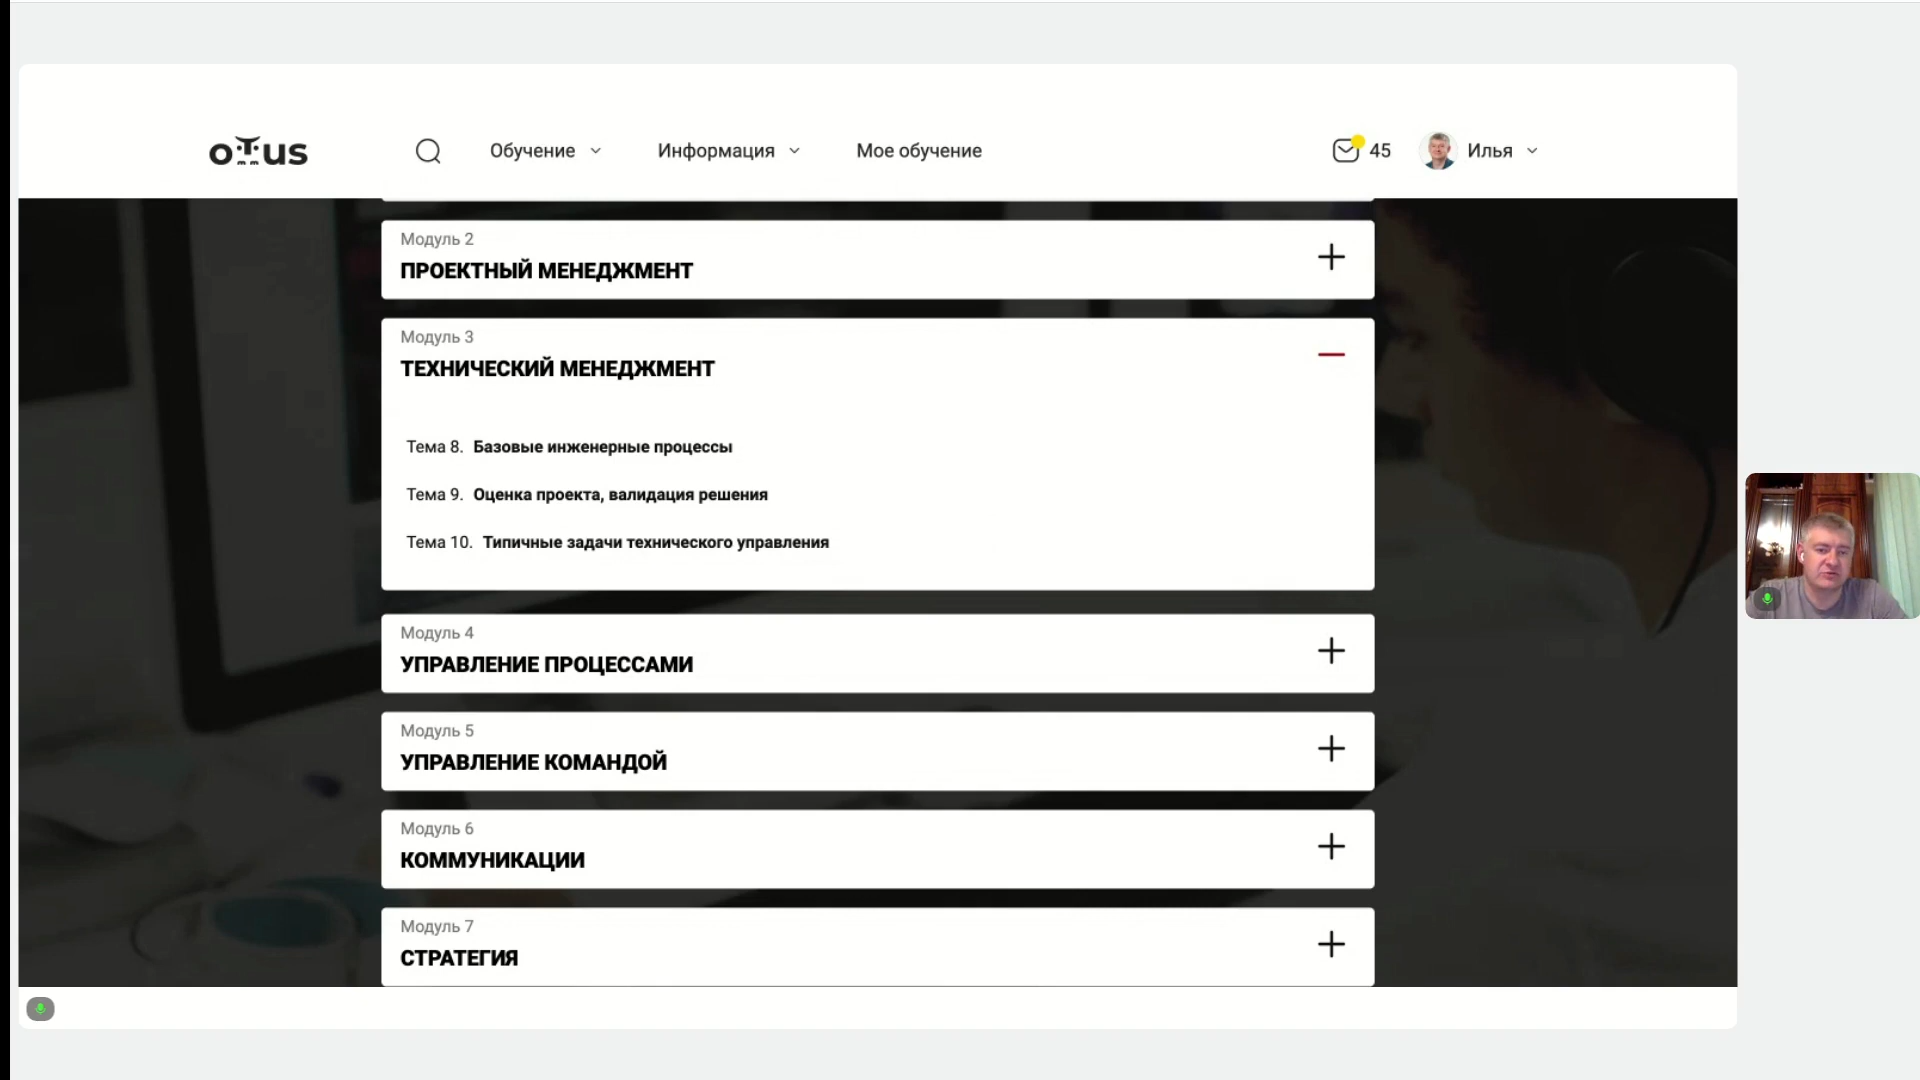 oTus
Обучение
Информация
Мое обучение
45
Илья
Модуль 2
ПРОЕКТНЫЙ МЕНЕДЖМЕНТ
Модуль 3
ТЕХНИЧЕСКИЙ МЕНЕДЖМЕНТ
Тема 8. Базовые инженерные процессы
Тема 9. Оценка проекта, валидация решения
Тема 10. Типичные задачи технического управления
Модуль 4
УПРАВЛЕНИЕ ПРОЦЕССАМИ
Модуль 5
УПРАВЛЕНИЕ КОМАНДОЙ
Модуль 6
КОММУНИКАЦИИ
Модуль 7
СТРАТЕГИЯ